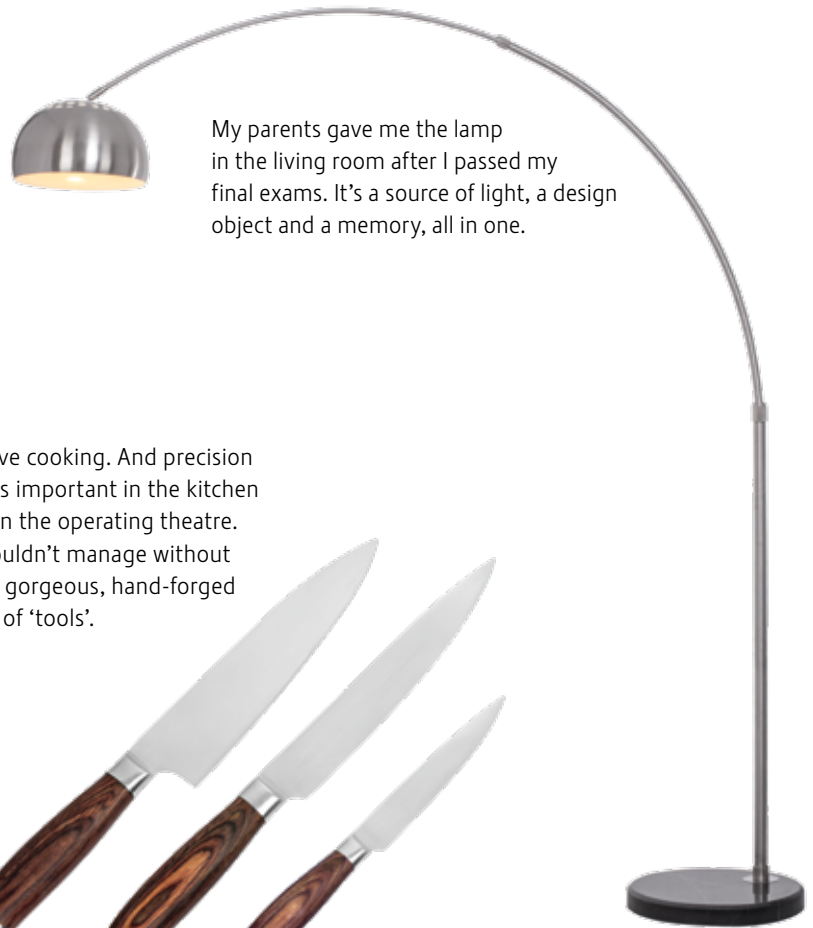 My parents gave me the lamp
in the living room after I passed my
final exams. It’s a source of light, a design
object and a memory, all in one.
cooking. And precision
important in the kitchen
the operating theatre.
manage without
gorgeous, hand-forged
of ‘tools’.